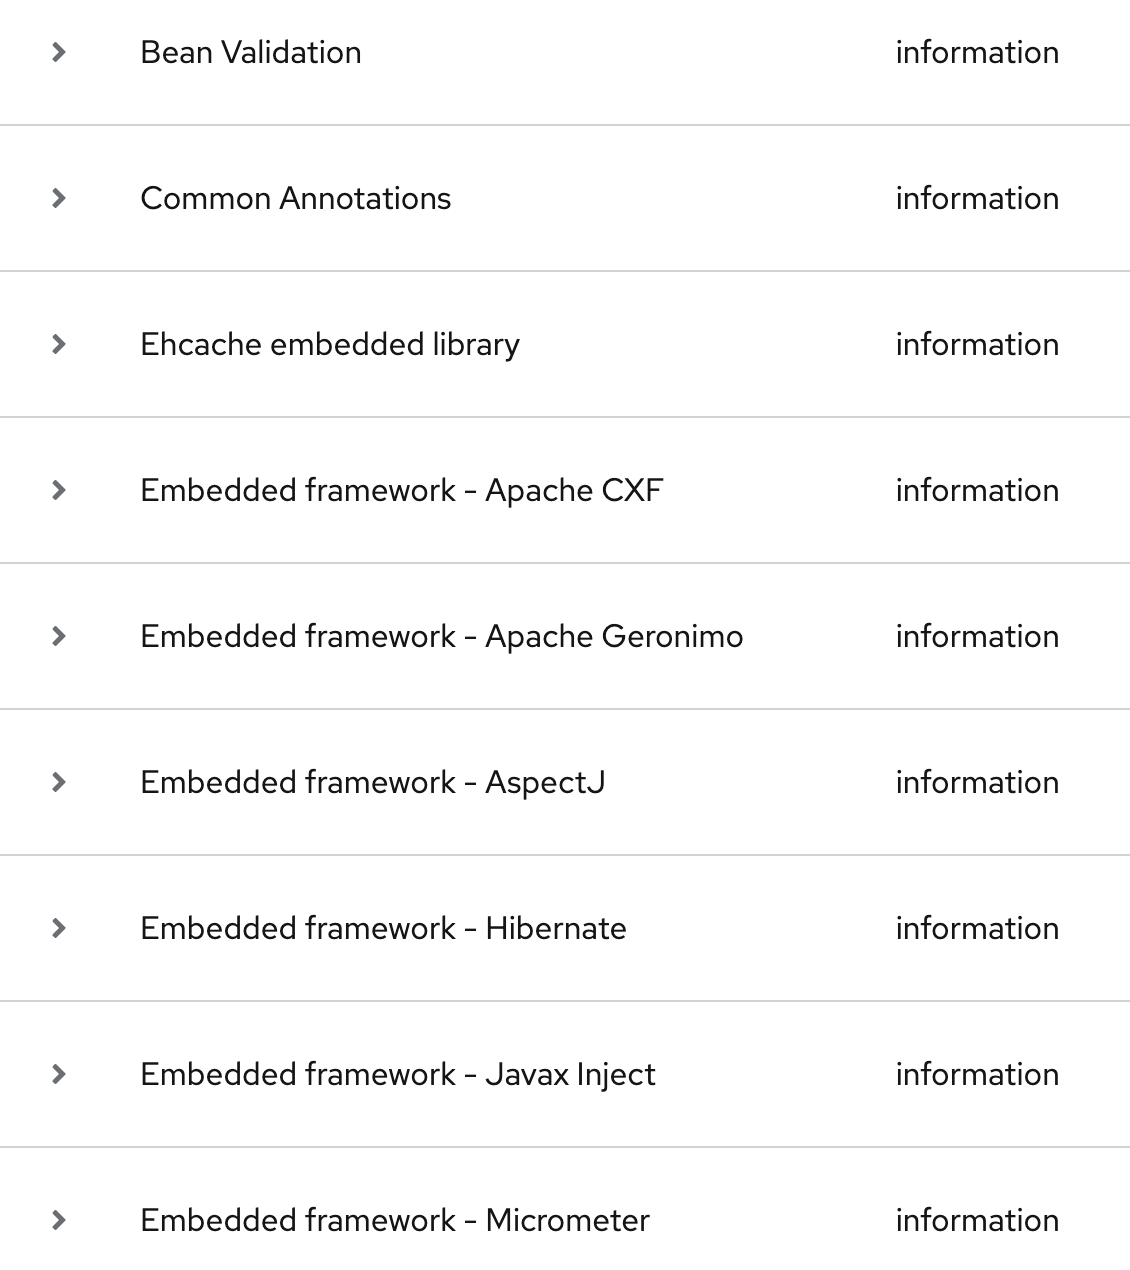 Bean Validation information
Common Annotations information
Ehcache embedded library information
Embedded framework - Apache CXF information
Embedded framework - Apache Geronimo information
Embedded framework - AspectJ information
Embedded framework - Hibernate information
Embedded framework - Javax Inject information
Embedded framework - Micrometer information